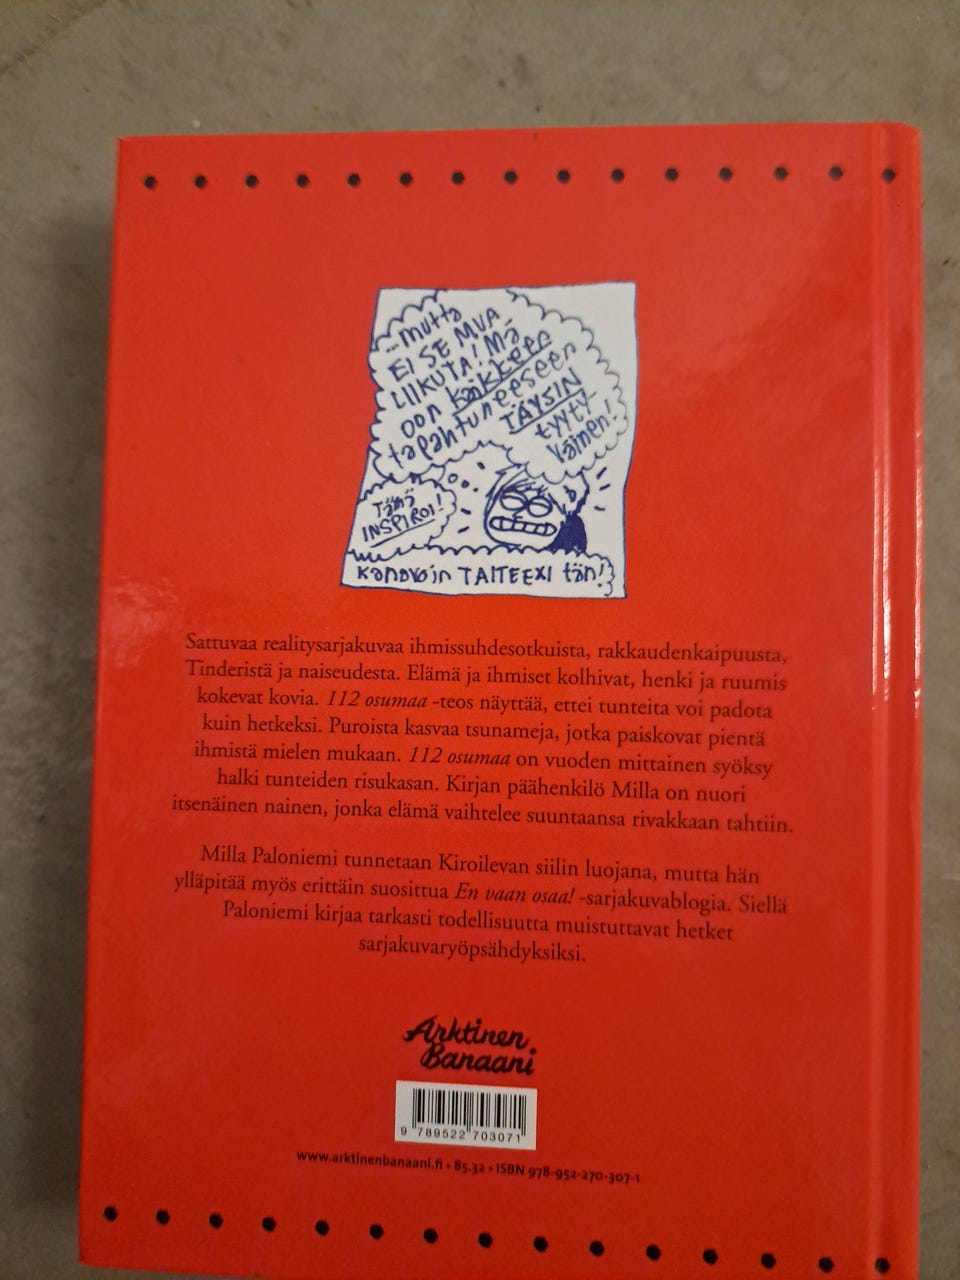 ...mutta
EI SE MUA
LIIKUTA! Mä
oon kaikkeen
tapahtuneeseen
TÄYSIN
tyyty-
väinen!
Tämä
INSPIROI!
kanavoin TAITEEXI tän!
Sattuvaa realitysarjakuvaa ihmissuhdesotkuista, rakkaudenkaipuusta,
Tinderistä ja naiseudesta. Elämä ja ihmiset kolhivat, henki ja ruumis
kokevat kovia. 112 osumaa -teos näyttää, ettei tunteita voi padota
kuin hetkeksi. Puroista kasvaa tsunameja, jotka paiskovat pientä
ihmistä mielen mukaan. 112 osumaa on vuoden mittainen syöksy
halki tunteiden risukasan. Kirjan päähenkilö Milla on nuori
itsenäinen nainen, jonka elämä vaihtelee suuntaansa rivakkaan tahtiin.
Milla Paloniemi tunnetaan Kiroilevan siilin luojana, mutta hän
ylläpitää myös erittäin suosittua En vaan osaa! -sarjakuvablogia. Siellä
Paloniemi kirjaa tarkasti todellisuutta muistuttavat hetket
sarjakuvaryöpsähdyksiksi.
Arktinen
Banaani
9 789522 703071
www.arktinenbanaani.fi • 85.32 • ISBN 978-952-270-307-1